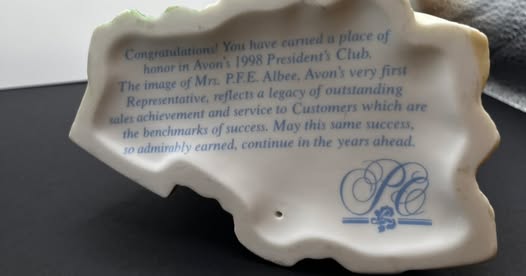 Congratulations! You have earned a place of
honor in Avon's 1998 President's Club.
The image of Mrs. P.F.E. Albee, Avon's very first
Representative, reflects a legacy of outstanding
sales achievement and service to Customers which are
the benchmarks of success. May this same success,
so admirably earned, continue in the years ahead.
PC